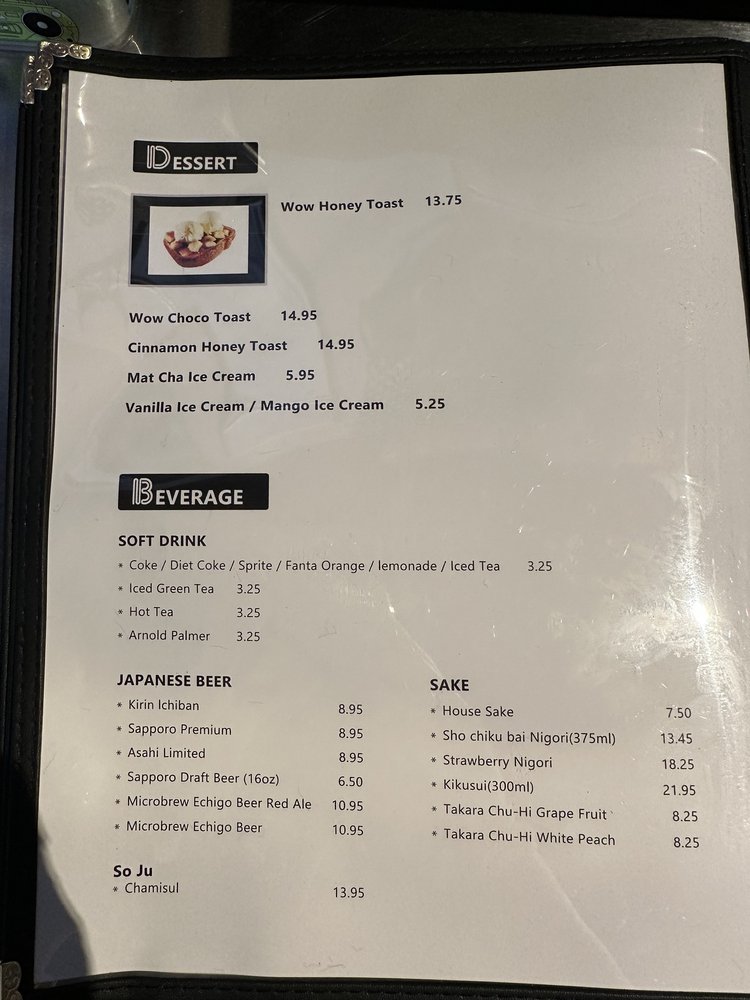 DESSERT
Wow Honey Toast 13.75
Wow Choco Toast 14.95
Cinnamon Honey Toast 14.95
Mat Cha Ice Cream 5.95
Vanilla Ice Cream / Mango Ice Cream 5.25
BEVERAGE
SOFT DRINK
* Coke / Diet Coke / Sprite / Fanta Orange / lemonade / Iced Tea 3.25
* Iced Green Tea 3.25
* Hot Tea 3.25
* Arnold Palmer 3.25
JAPANESE BEER
* Kirin Ichiban 8.95
* Sapporo Premium 8.95
* Asahi Limited 8.95
* Sapporo Draft Beer (16oz) 6.50
* Microbrew Echigo Beer Red Ale 10.95
* Microbrew Echigo Beer 10.95
So Ju
* Chamisul 13.95
SAKE
* House Sake 7.50
* Sho chiku bai Nigori(375ml) 13.45
* Strawberry Nigori 18.25
* Kikusui(300ml) 21.95
* Takara Chu-Hi Grape Fruit 8.25
* Takara Chu-Hi White Peach 8.25